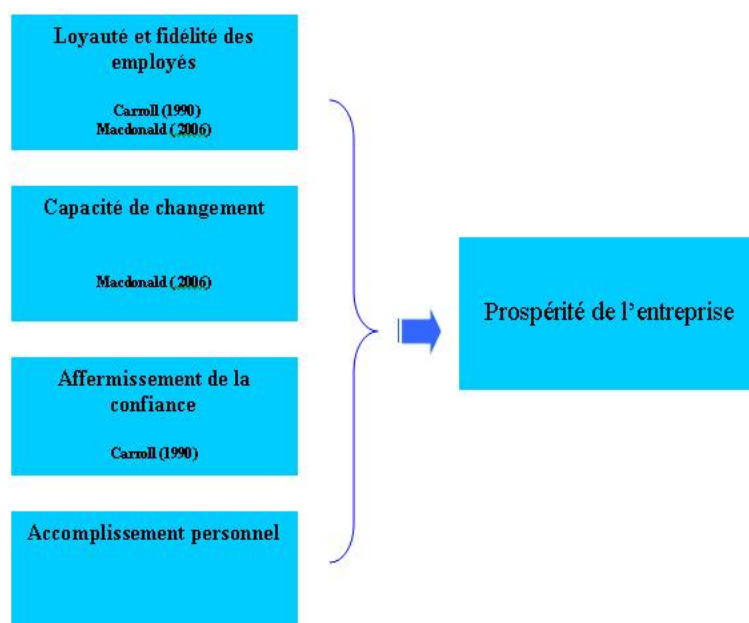 Loyauté et fidélité des
employés
Carroll (1990)
Macdonald (2006)
Capacité de changement
Macdonald (2006)
Affermissement de la
confiance
Carroll (1990)
Accomplissement personnel
Prospérité de l’entreprise